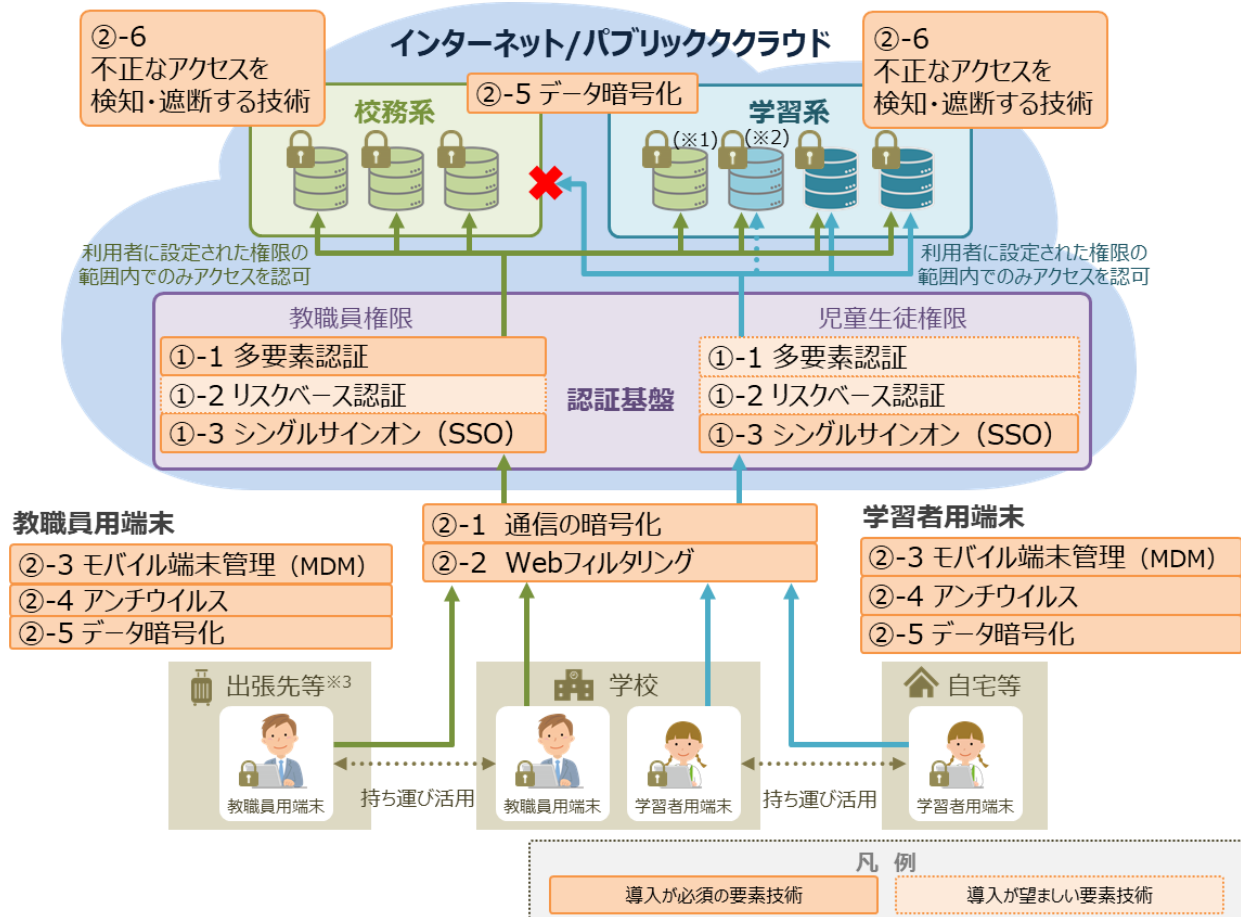 ②-6
不正なアクセスを
検知・遮断する技術
インターネット/パブリッククラウド
②-6
不正なアクセスを
検知・遮断する技術
②-5 データ暗号化
校務系
学習系
(※1)
(※2)
利用者に設定された権限の
範囲内でのみアクセスを認可
利用者に設定された権限の
範囲内でのみアクセスを認可
教職員権限
児童生徒権限
①-1 多要素認証
①-2 リスクベース認証
①-3 シングルサインオン（SSO）
認証基盤
①-1 多要素認証
①-2 リスクベース認証
①-3 シングルサインオン（SSO）
教職員用端末
②-3 モバイル端末管理（MDM）
②-4 アンチウイルス
②-5 データ暗号化
②-1 通信の暗号化
②-2 Webフィルタリング
学習者用端末
②-3 モバイル端末管理（MDM）
②-4 アンチウイルス
②-5 データ暗号化
出張先等※3
学校
自宅等
教職員用端末
持ち運び活用
教職員用端末
学習者用端末
持ち運び活用
学習者用端末
凡 例
導入が必須の要素技術
導入が望ましい要素技術